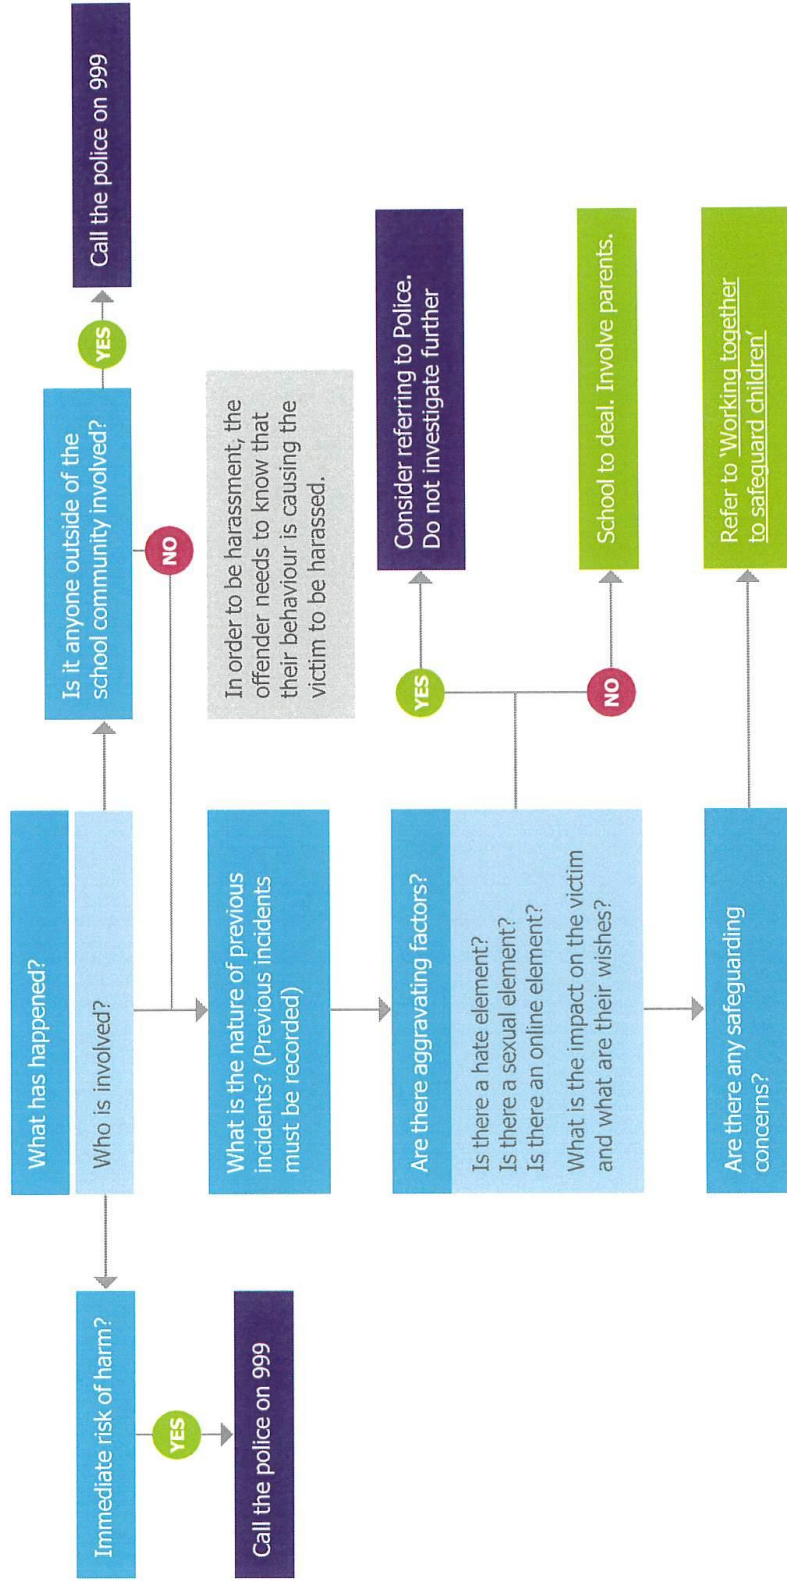 What has happened?
Who is involved?
Immediate risk of harm?
YES
Call the police on 999
Is it anyone outside of the
school community involved?
YES
Call the police on 999
NO
What is the nature of previous
incidents? (Previous incidents
must be recorded)
In order to be harassment, the
offender needs to know that
their behaviour is causing the
victim to be harassed.
Are there aggravating factors?
Is there a hate element?
Is there a sexual element?
Is there an online element?
What is the impact on the victim
and what are their wishes?
YES
Consider referring to Police.
Do not investigate further
NO
School to deal. Involve parents.
Are there any safeguarding
concerns?
Refer to ‘Working together
to safeguard children’